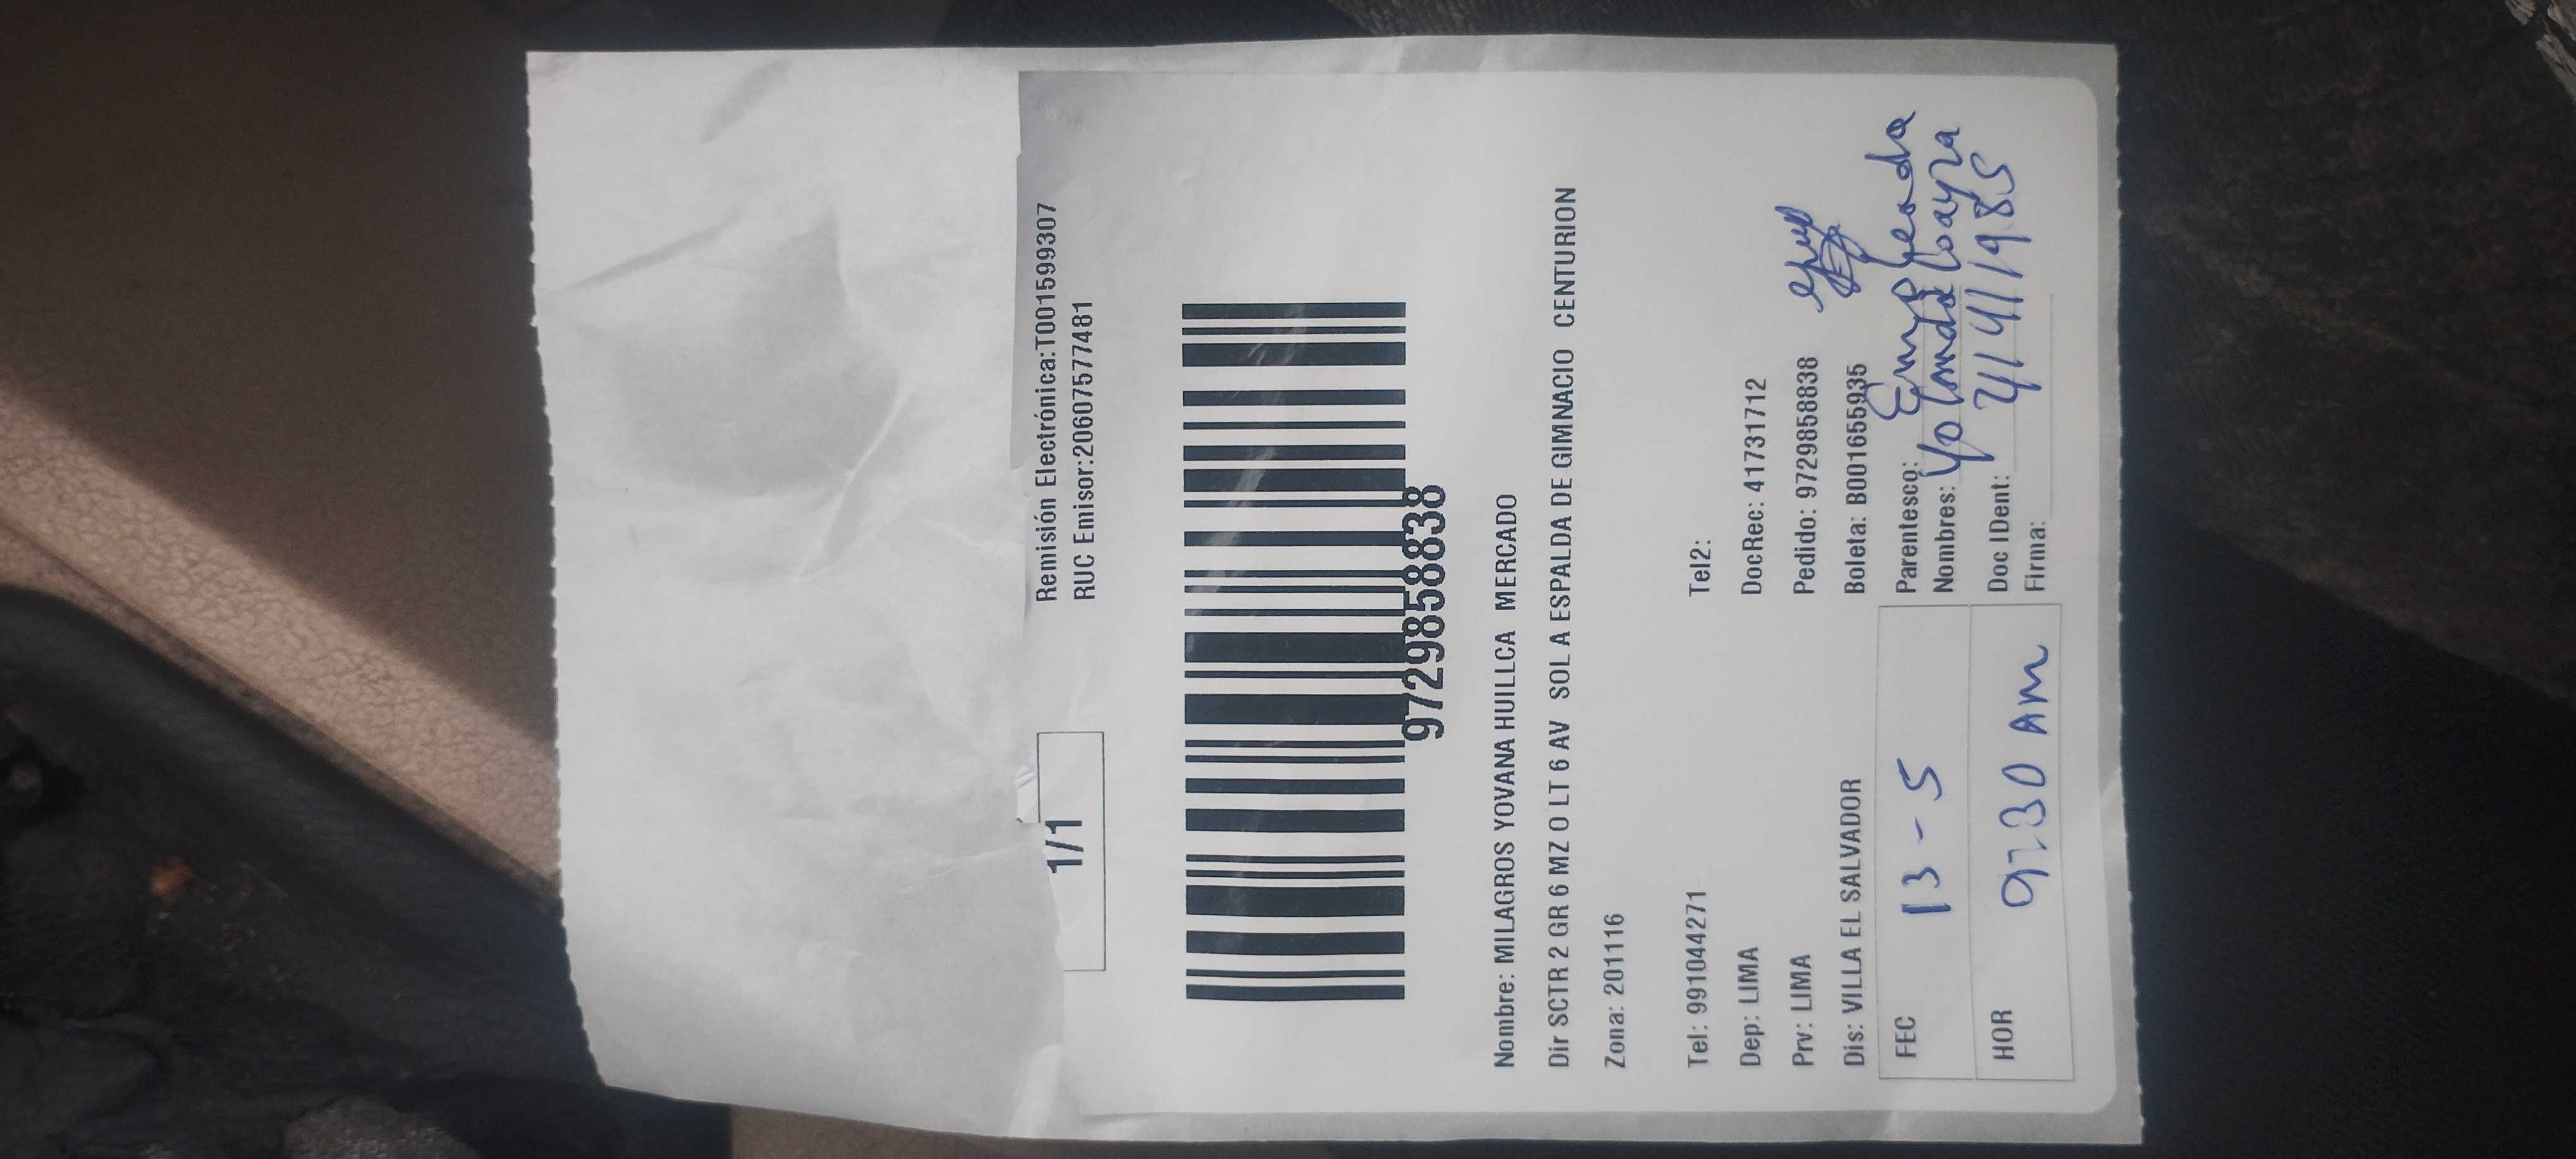 Remisión Electrónica:T001599307
1/1
RUC Emisor:20607577481
9729858838
Nombre: MILAGROS YOVANA HUILLCA MERCADO
Dir SCTR 2 GR 6 MZ O LT 6 AV SOL A ESPALDA DE GIMNACIO CENTURION
Zona: 201116
Tel: 991044271 Tel2:
Dep: LIMA DocRec: 41731712
Prv: LIMA Pedido: 9729858838
Dis: VILLA EL SALVADOR Boleta: B001655935
FEC 13-5 Parentesco:
Nombres: Yolanda Loayza
HOR 9:30 AM Doc IDent:
Firma: